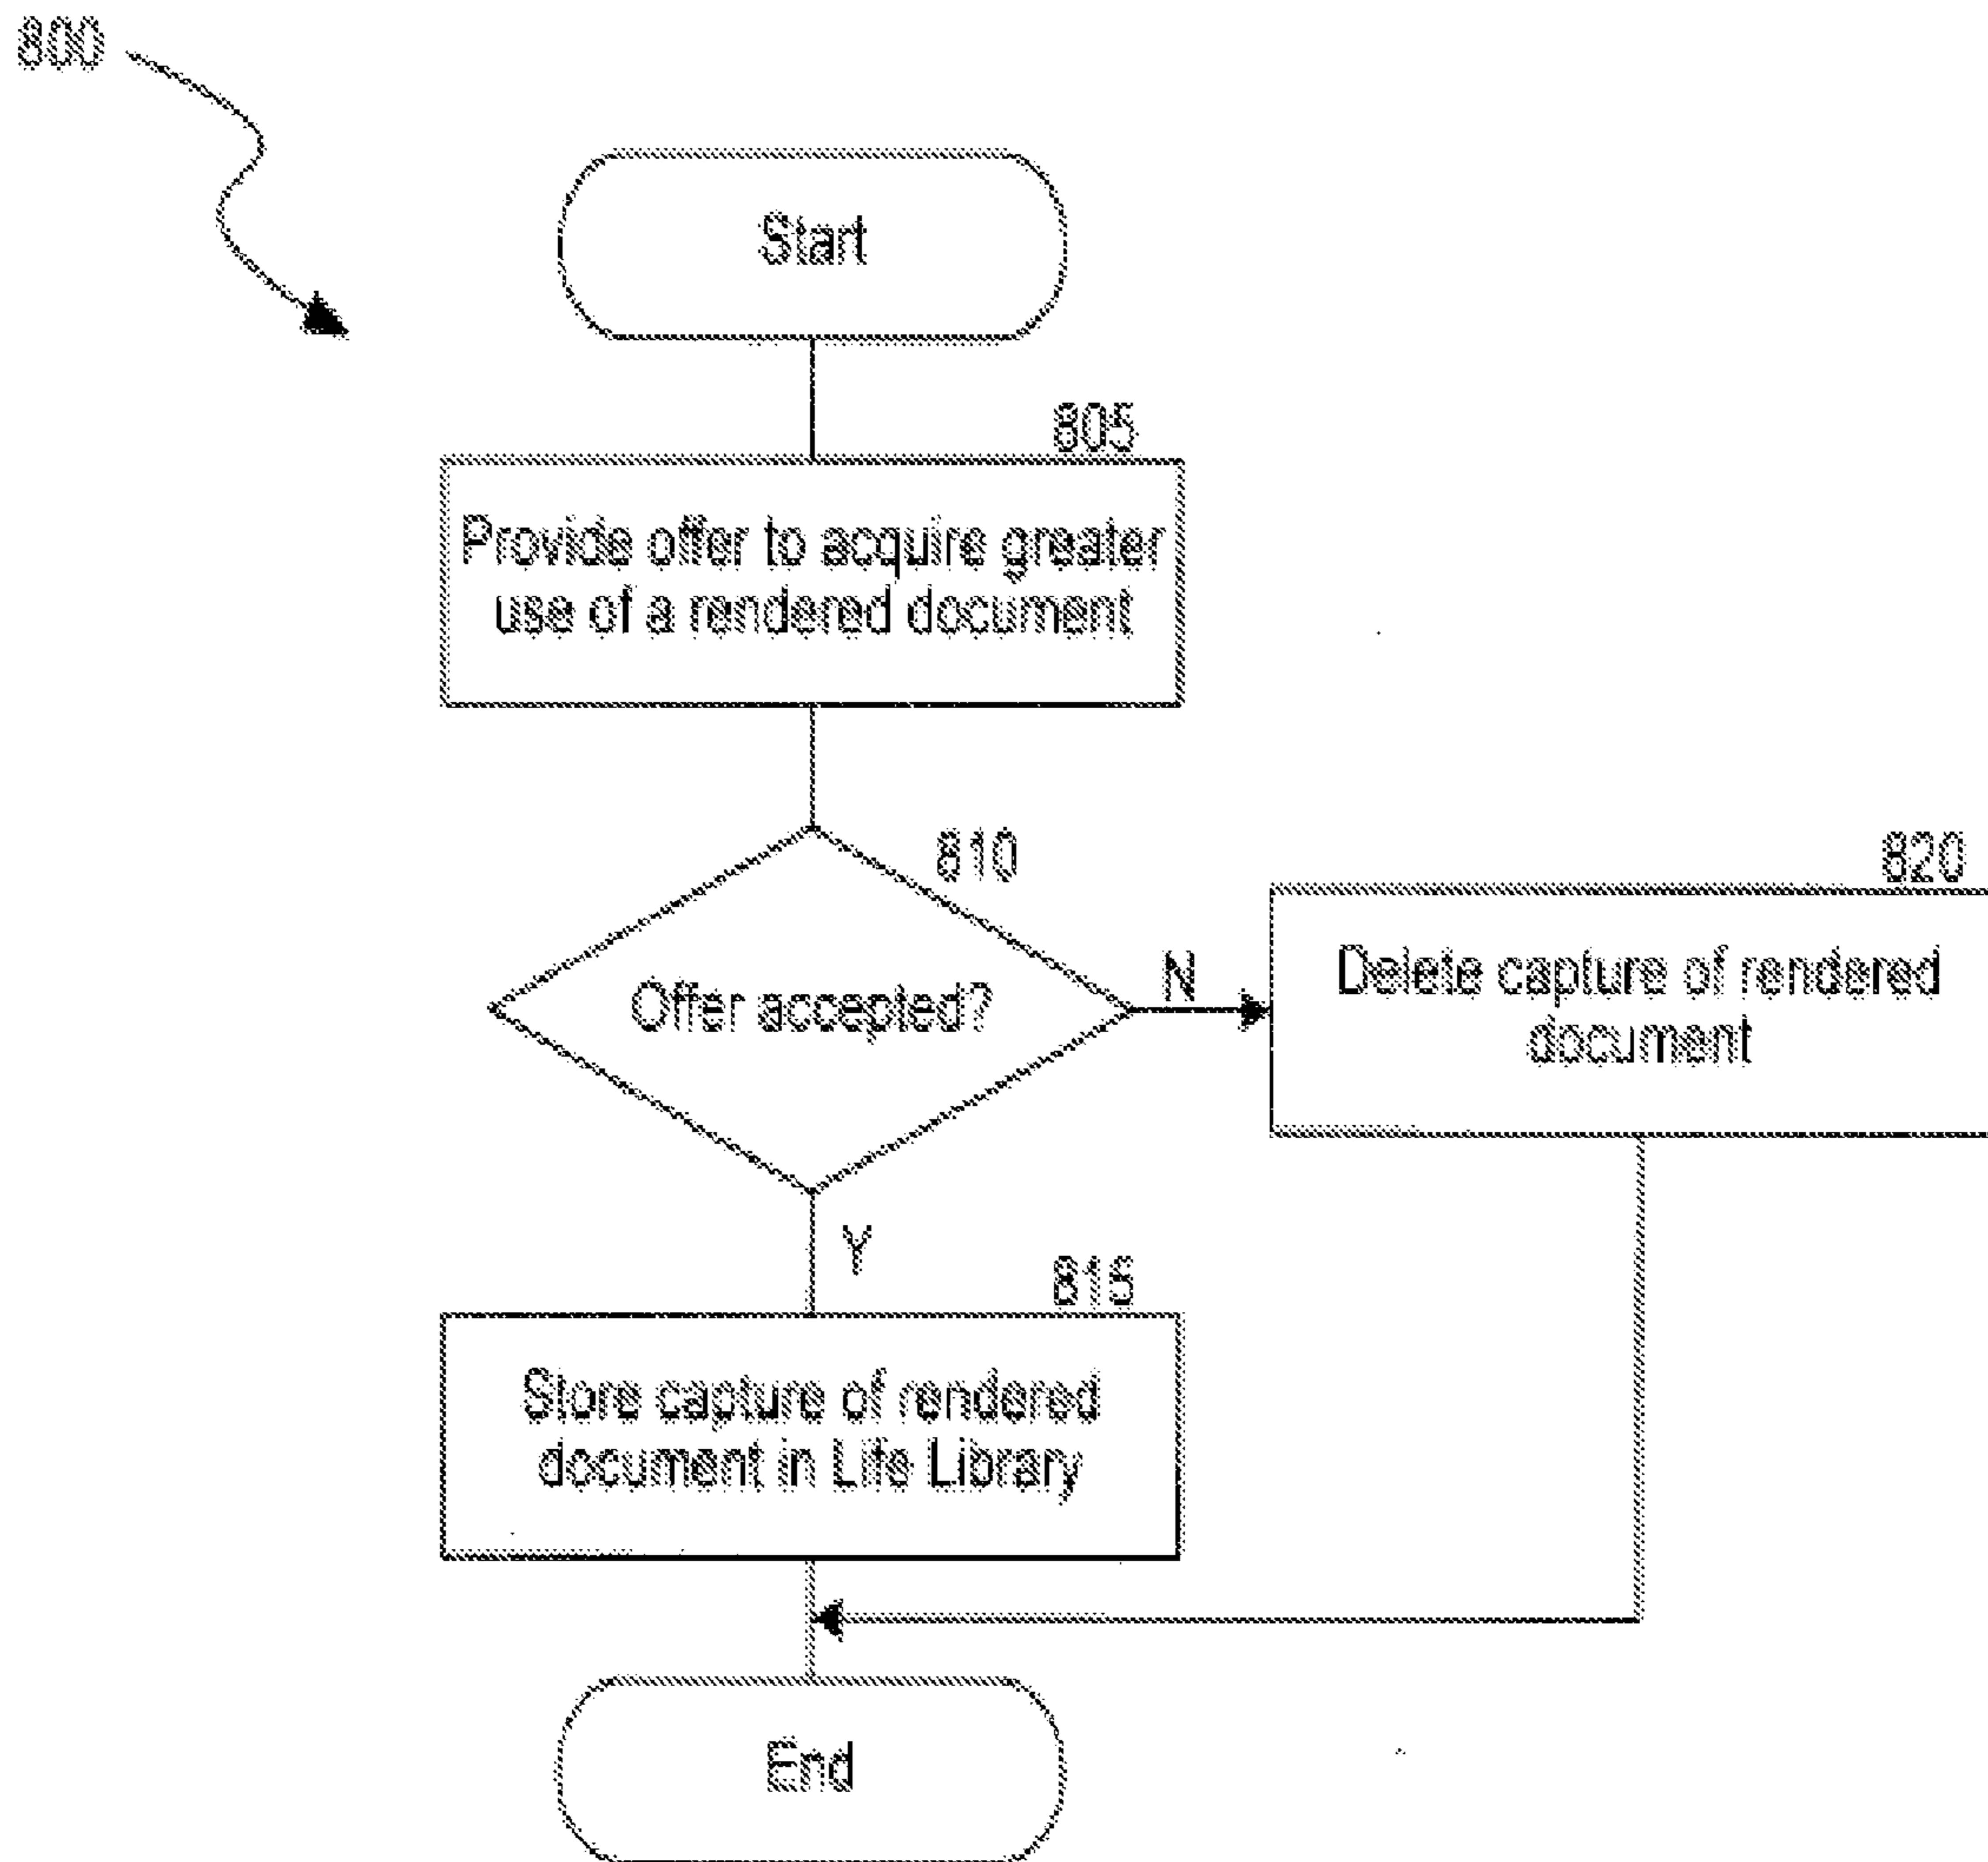 800
Start
805
Provide offer to acquire greater
use of a rendered document
810
Offer accepted?
N
820
Delete capture of rendered
document
Y
815
Store capture of rendered
document in Life Library
End